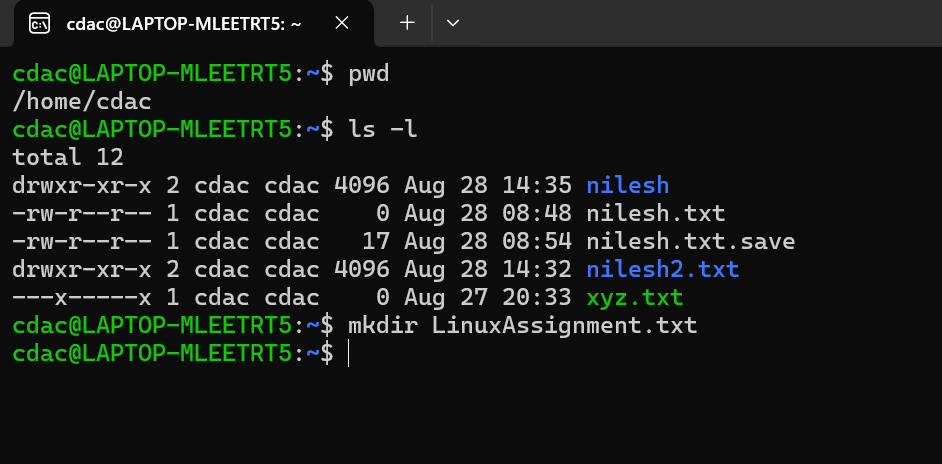 cdac@LAPTOP-MLEETRT5: ~
cdac@LAPTOP-MLEETRT5:~$ pwd
/home/cdac
cdac@LAPTOP-MLEETRT5:~$ ls -l
total 12
drwxr-xr-x 2 cdac cdac 4096 Aug 28 14:35 nilesh
-rw-r--r-- 1 cdac cdac    0 Aug 28 08:48 nilesh.txt
-rw-r--r-- 1 cdac cdac   17 Aug 28 08:54 nilesh.txt.save
drwxr-xr-x 2 cdac cdac 4096 Aug 28 14:32 nilesh2.txt
---x-----x 1 cdac cdac    0 Aug 27 20:33 xyz.txt
cdac@LAPTOP-MLEETRT5:~$ mkdir LinuxAssignment.txt
cdac@LAPTOP-MLEETRT5:~$